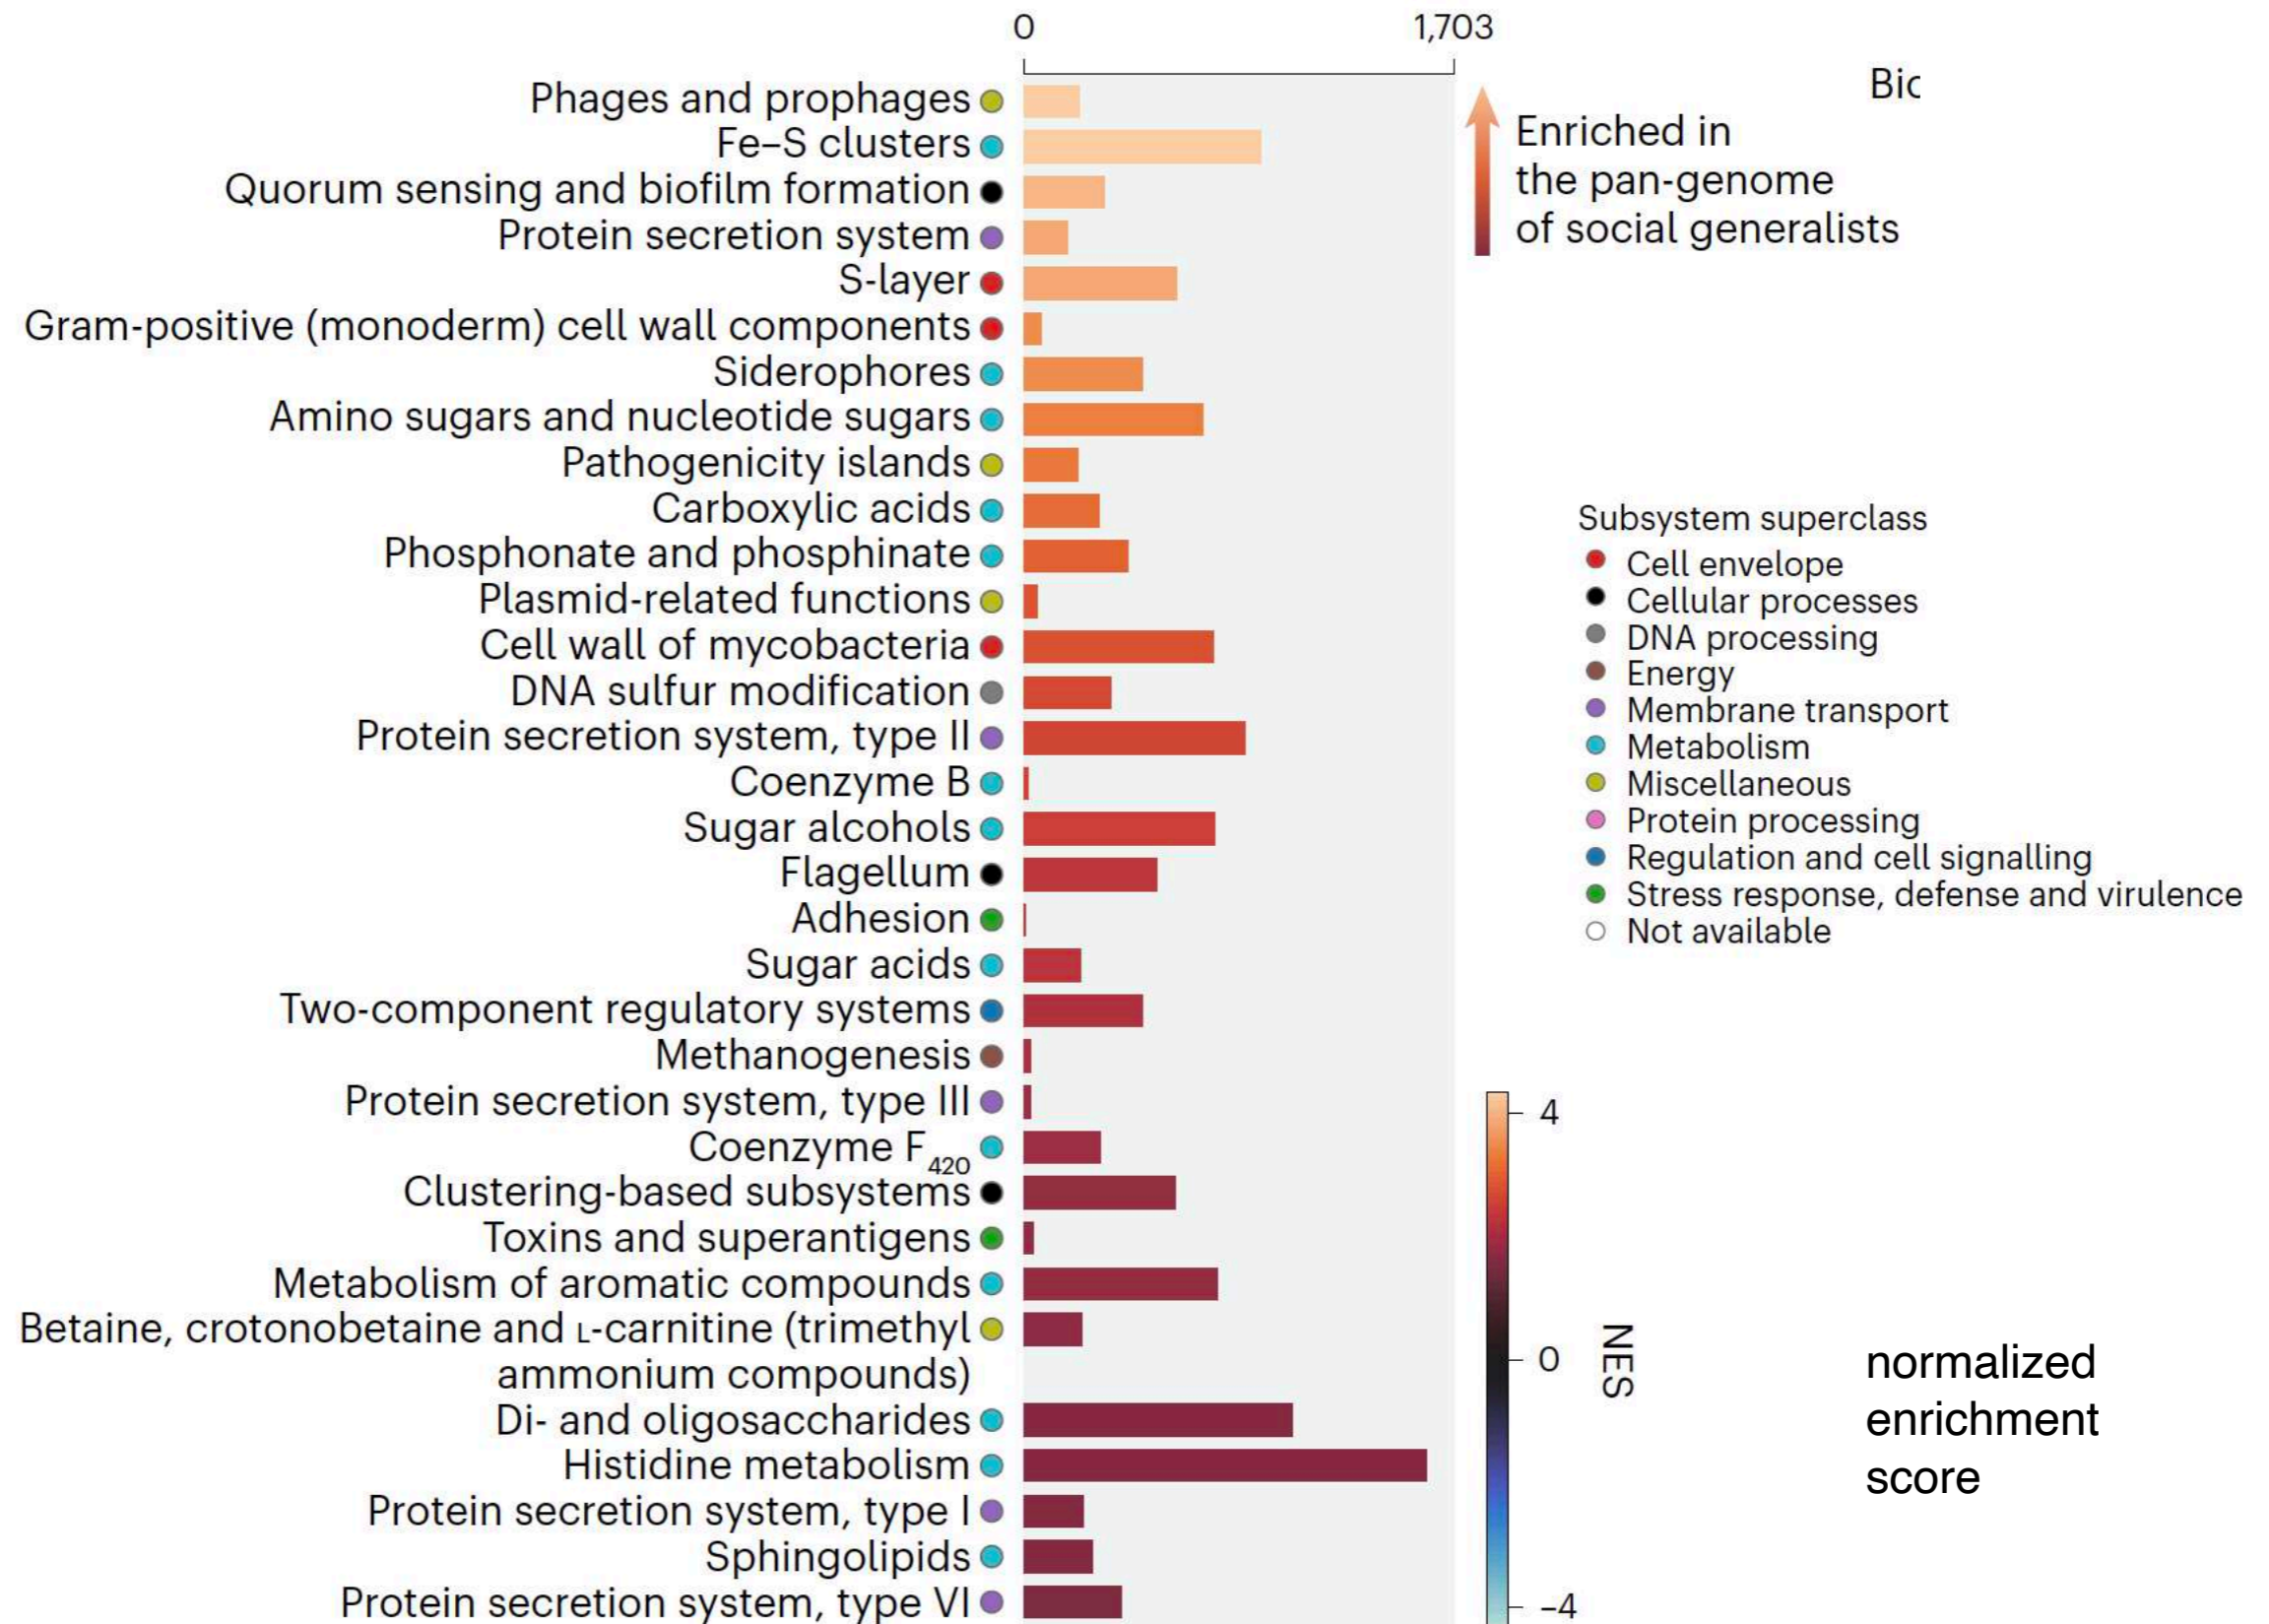 0 1,703
Bic
Phages and prophages
Fe–S clusters
Quorum sensing and biofilm formation
Protein secretion system
S-layer
Gram-positive (monoderm) cell wall components
Siderophores
Amino sugars and nucleotide sugars
Pathogenicity islands
Carboxylic acids
Phosphonate and phosphinate
Plasmid-related functions
Cell wall of mycobacteria
DNA sulfur modification
Protein secretion system, type II
Coenzyme B
Sugar alcohols
Flagellum
Adhesion
Sugar acids
Two-component regulatory systems
Methanogenesis
Protein secretion system, type III
Coenzyme F420
Clustering-based subsystems
Toxins and superantigens
Metabolism of aromatic compounds
Betaine, crotonobetaine and L-carnitine (trimethyl
ammonium compounds)
Di- and oligosaccharides
Histidine metabolism
Protein secretion system, type I
Sphingolipids
Protein secretion system, type VI
Enriched in
the pan-genome
of social generalists
Subsystem superclass
Cell envelope
Cellular processes
DNA processing
Energy
Membrane transport
Metabolism
Miscellaneous
Protein processing
Regulation and cell signalling
Stress response, defense and virulence
Not available
4
0
–4
NES
normalized
enrichment
score